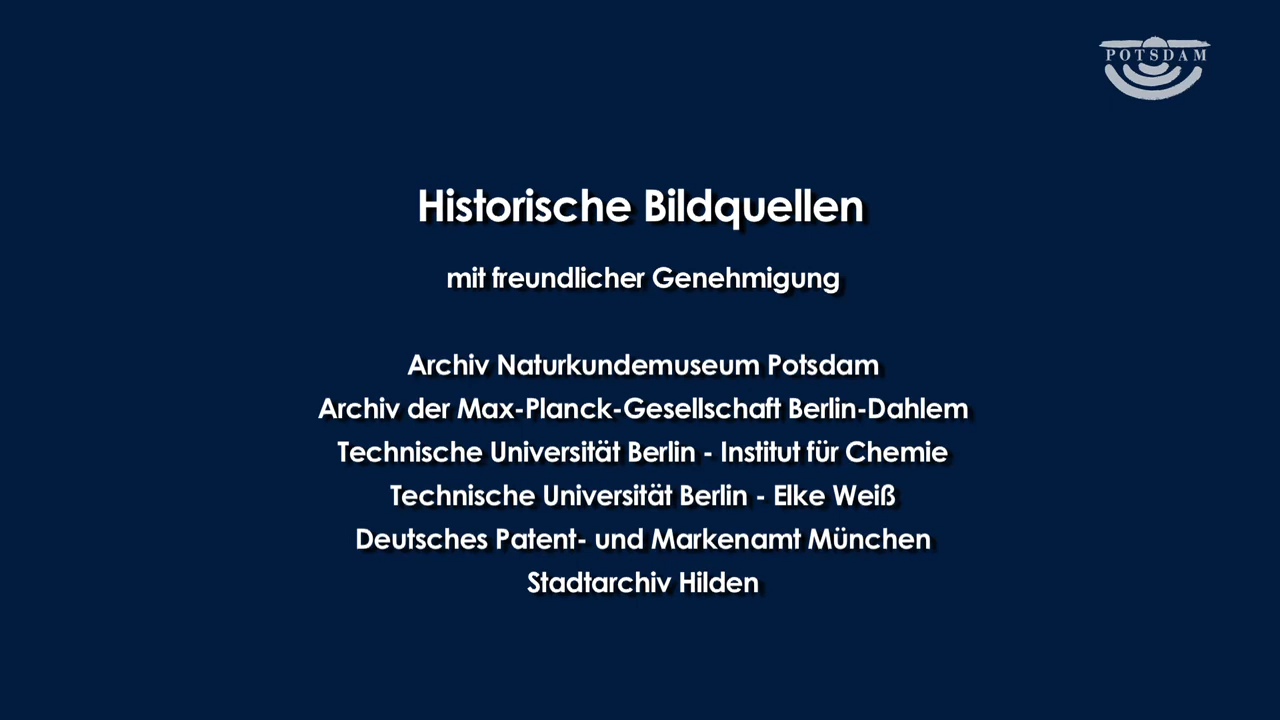 POTSDAM
Historische Bildquellen
mit freundlicher Genehmigung
Archiv Naturkundemuseum Potsdam
Archiv der Max-Planck-Gesellschaft Berlin-Dahlem
Technische Universität Berlin - Institut für Chemie
Technische Universität Berlin - Elke Weiß
Deutsches Patent- und Markenamt München
Stadtarchiv Hilden